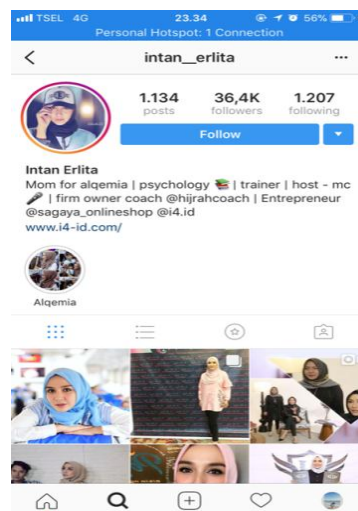 TSEL 4G 23.34 56%
Personal Hotspot: 1 Connection
intan__erlita
1.134 36,4K 1.207
posts followers following
Follow
Intan Erlita
Mom for alqemia | psychology 📚 | trainer | host - mc
🎤 | firm owner coach @hijrahcoach | Entrepreneur
@sagaya_onlineshop @i4.id
www.i4-id.com/
Alqemia